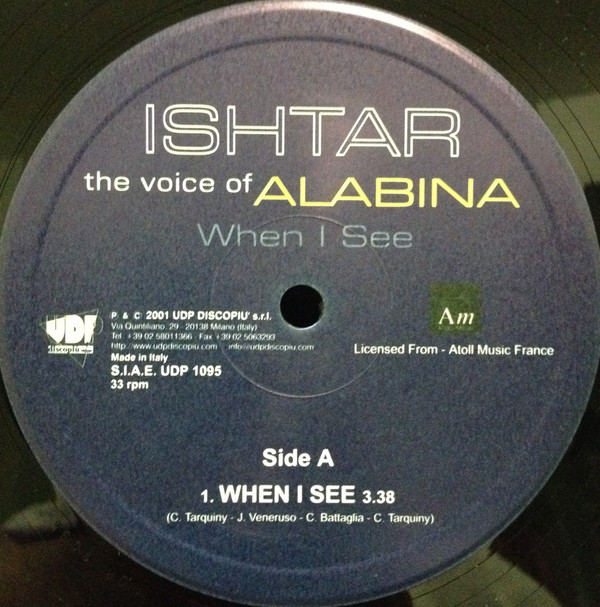 ISHTAR
the voice of ALABINA
When I See
UDP
discopiu
P & C 2001 UDP DISCOPIU' s.r.l.
Via Quintiliano, 29 - 20138 Milano (Italy)
Tel. +39 02 58011366 Fax +39 02 5063293
http://www.udpdiscopiu.com info@udpdiscopiu.com
Made in Italy
S.I.A.E. UDP 1095
33 rpm
Am
Licensed From - Atoll Music France
Side A
1. WHEN I SEE 3.38
(C. Tarquiny - J. Veneruso - C. Battaglia - C. Tarquiny)